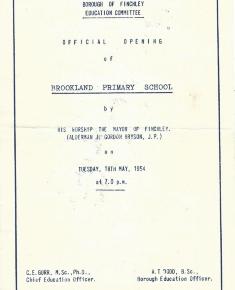 BOROUGH OF FINCHLEY
EDUCATION COMMITTEE
OFFICIAL OPENING
of
BROOKLAND PRIMARY SCHOOL
by
HIS WORSHIP THE MAYOR OF FINCHLEY.
(ALDERMAN J. GORDON BRYSON, J.P.)
on
TUESDAY, 18TH MAY, 1954
at 7.0 p.m.
C.E. GURR, M.Sc., Ph.D., A.T. TODD, B.Sc.,
Chief Education Officer. Borough Education Officer.